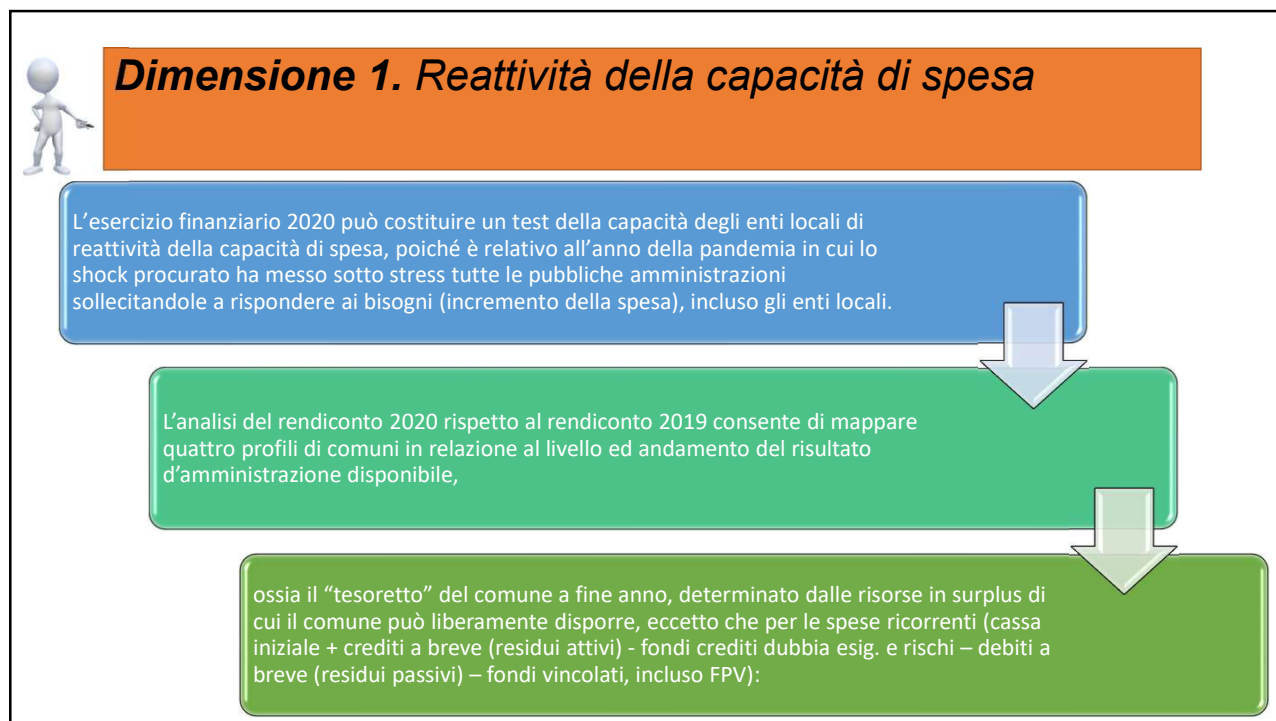 Dimensione 1. Reattività della capacità di spesa
L’esercizio finanziario 2020 può costituire un test della capacità degli enti locali di
reattività della capacità di spesa, poiché è relativo all’anno della pandemia in cui lo
shock procurato ha messo sotto stress tutte le pubbliche amministrazioni
sollecitandole a rispondere ai bisogni (incremento della spesa), incluso gli enti locali.
L’analisi del rendiconto 2020 rispetto al rendiconto 2019 consente di mappare
quattro profili di comuni in relazione al livello ed andamento del risultato
d’amministrazione disponibile,
ossia il “tesoretto” del comune a fine anno, determinato dalle risorse in surplus di
cui il comune può liberamente disporre, eccetto che per le spese ricorrenti (cassa
iniziale + crediti a breve (residui attivi) - fondi crediti dubbia esig. e rischi – debiti a
breve (residui passivi) – fondi vincolati, incluso FPV):